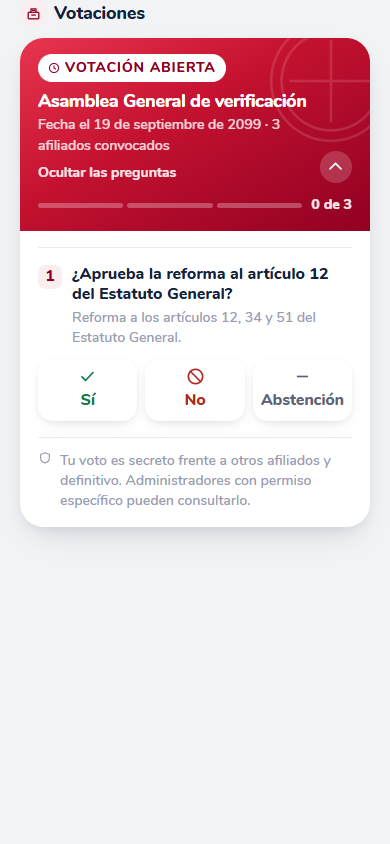 Votaciones
VOTACIÓN ABIERTA
Asamblea General de verificación
Fecha el 19 de septiembre de 2099 · 3
afiliados convocados
Ocultar las preguntas
0 de 3
1 ¿Aprueba la reforma al artículo 12
del Estatuto General?
Reforma a los artículos 12, 34 y 51 del
Estatuto General.
Sí No Abstención
Tu voto es secreto frente a otros afiliados y
definitivo. Administradores con permiso
específico pueden consultarlo.